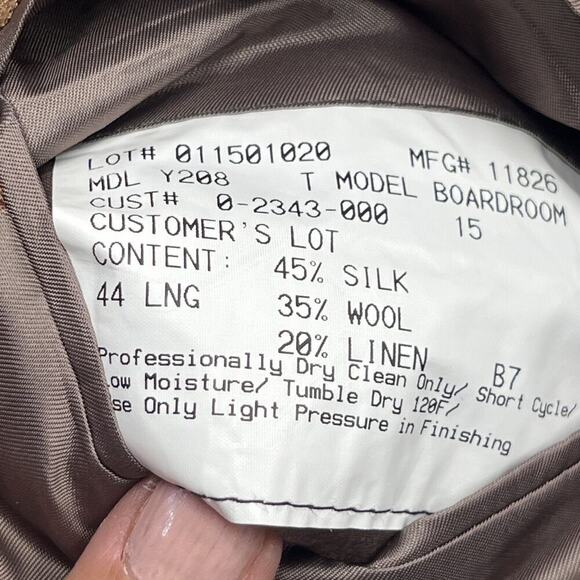 LOT# 011501020 MFG# 11826
MDL Y208 T MODEL BOARDROOM
CUST# 0-2343-000 15
CUSTOMER'S LOT
CONTENT: 45% SILK
44 LNG 35% WOOL
20% LINEN B7
Professionally Dry Clean Only/ Short Cycle/
ow Moisture/ Tumble Dry 120F/
se Only Light Pressure in Finishing